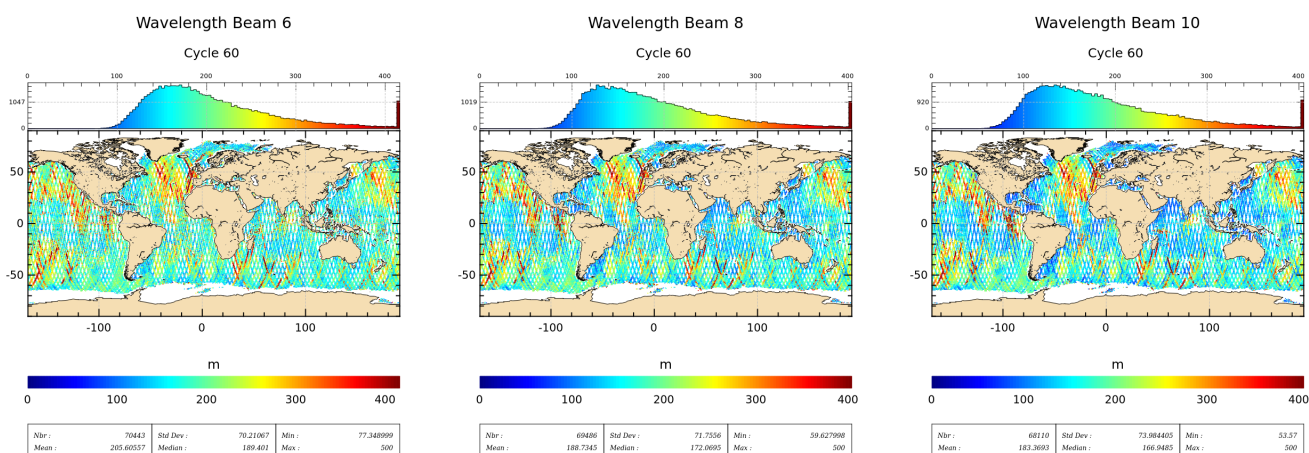 Wavelength Beam 6
Cycle 60
0 100 200 300 400
1047
0
50
0
-50
-100 0 100
m
0 100 200 300 400
Nbr : 70443 Std Dev : 70.21067 Min : 77.348999
Mean : 205.60557 Median : 189.401 Max : 500
Wavelength Beam 8
Cycle 60
0 100 200 300 400
1019
0
50
0
-50
-100 0 100
m
0 100 200 300 400
Nbr : 69486 Std Dev : 71.7556 Min : 59.627998
Mean : 188.7345 Median : 172.0695 Max : 500
Wavelength Beam 10
Cycle 60
0 100 200 300 400
920
0
50
0
-50
-100 0 100
m
0 100 200 300 400
Nbr : 68110 Std Dev : 73.984405 Min : 53.57
Mean : 183.3693 Median : 166.9485 Max : 500